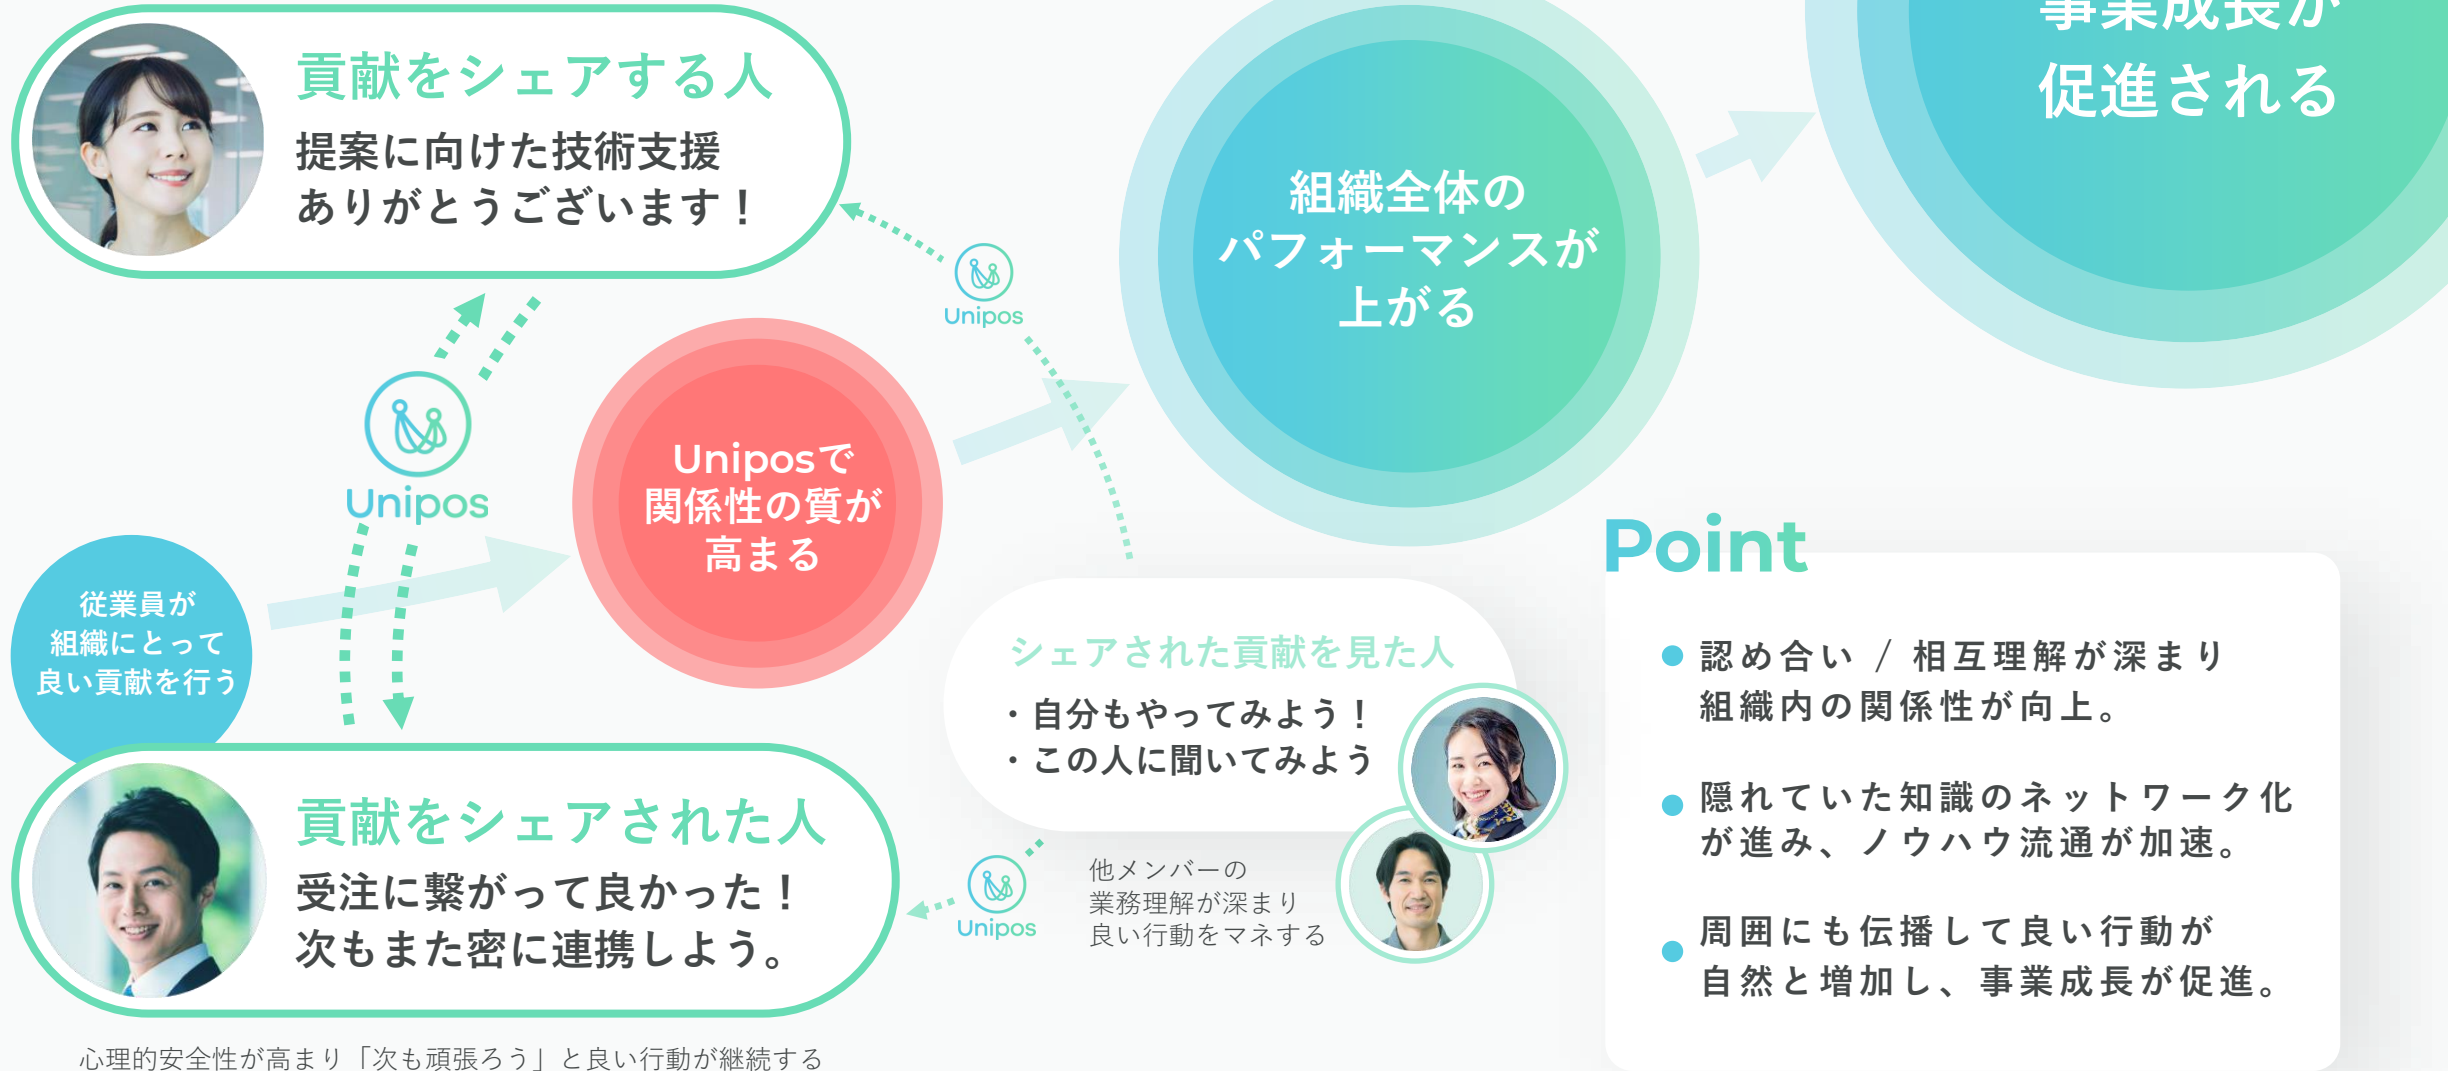 貢献をシェアする人
提案に向けた技術支援
ありがとうございます！
事業成長が
促進される
組織全体の
パフォーマンスが
上がる
Unipos
Unipos
Uniposで
関係性の質が
高まる
従業員が
組織にとって
良い貢献を行う
シェアされた貢献を見た人
・自分もやってみよう！
・この人に聞いてみよう
他メンバーの
業務理解が深まり
良い行動をマネする
Unipos
貢献をシェアされた人
受注に繋がって良かった！
次もまた密に連携しよう。
心理的安全性が高まり「次も頑張ろう」と良い行動が継続する
Point
認め合い / 相互理解が深まり
組織内の関係性が向上。
隠れていた知識のネットワーク化
が進み、ノウハウ流通が加速。
周囲にも伝播して良い行動が
自然と増加し、事業成長が促進。